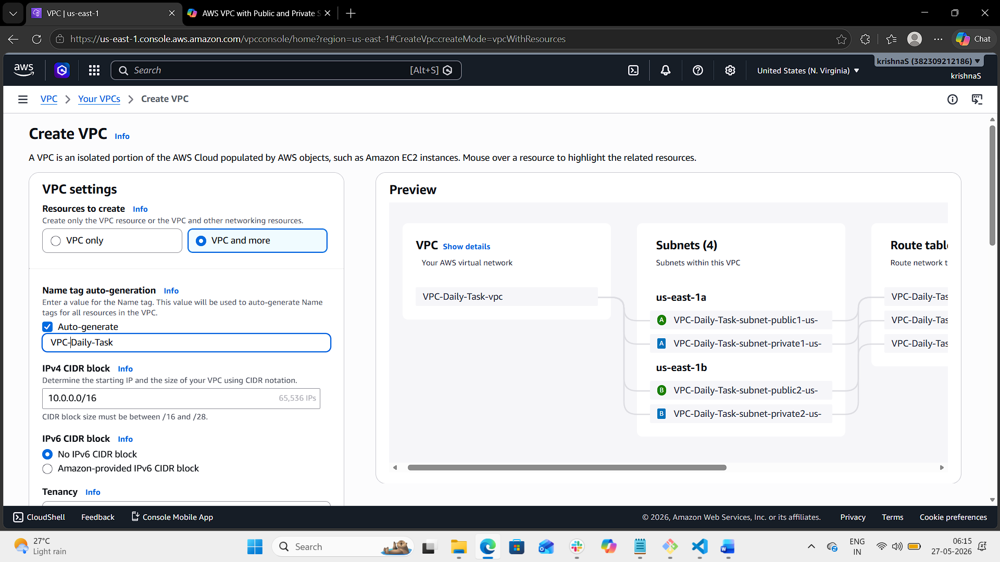 VPC | us-east-1
AWS VPC with Public and Private S
https://us-east-1.console.aws.amazon.com/vpcconsole/home?region=us-east-1#CreateVpc:createMode=vpcWithResources
Chat
aws
Search
[Alt+S]
United States (N. Virginia)
krishnaS (382309212186)
krishnaS
VPC
Your VPCs
Create VPC
Create VPC Info
A VPC is an isolated portion of the AWS Cloud populated by AWS objects, such as Amazon EC2 instances. Mouse over a resource to highlight the related resources.
VPC settings
Resources to create Info
Create only the VPC resource or the VPC and other networking resources.
VPC only
VPC and more
Name tag auto-generation Info
Enter a value for the Name tag. This value will be used to auto-generate Name
tags for all resources in the VPC.
Auto-generate
VPC-Daily-Task
IPv4 CIDR block Info
Determine the starting IP and the size of your VPC using CIDR notation.
10.0.0.0/16
65,536 IPs
CIDR block size must be between /16 and /28.
IPv6 CIDR block Info
No IPv6 CIDR block
Amazon-provided IPv6 CIDR block
Tenancy Info
Preview
VPC Show details
Your AWS virtual network
VPC-Daily-Task-vpc
Subnets (4)
Subnets within this VPC
us-east-1a
A VPC-Daily-Task-subnet-public1-us-
A VPC-Daily-Task-subnet-private1-us-
us-east-1b
B VPC-Daily-Task-subnet-public2-us-
B VPC-Daily-Task-subnet-private2-us-
Route tabl
Route network t
VPC-Daily-Tas
VPC-Daily-Tas
VPC-Daily-Tas
CloudShell
Feedback
Console Mobile App
© 2026, Amazon Web Services, Inc. or its affiliates.
Privacy
Terms
Cookie preferences
27°C
Light rain
Search
ENG
IN
06:15
27-05-2026